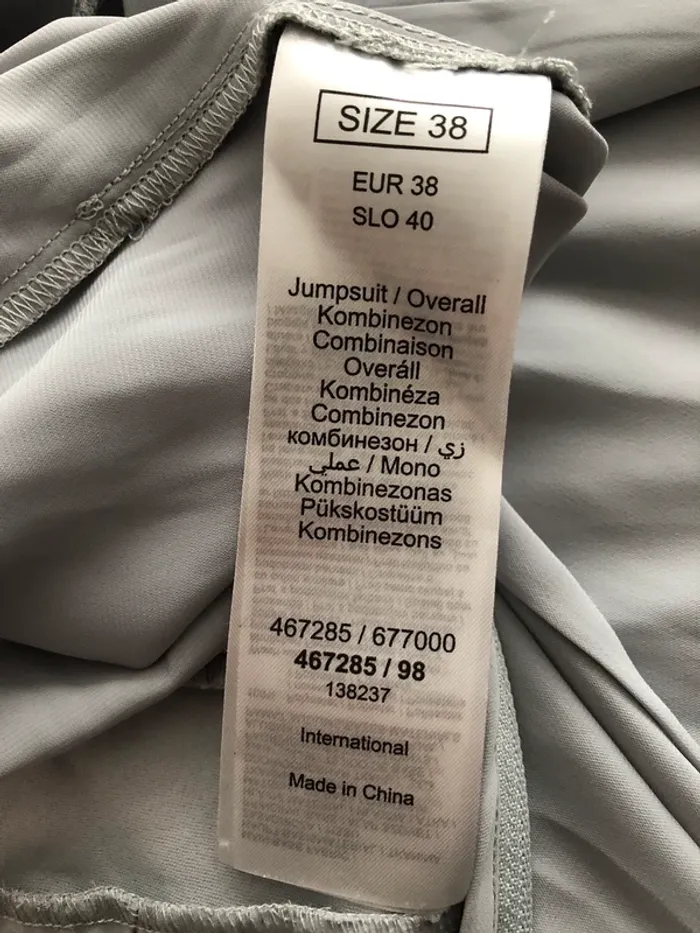 SIZE 38
EUR 38
SLO 40
Jumpsuit / Overall
Kombinezon
Combinaison
Overáll
Kombinéza
Combinezon
комбинезон / زي
عملي / Mono
Kombinezonas
Pükskostüüm
Kombinezons
467285 / 677000
467285 / 98
138237
International
Made in China